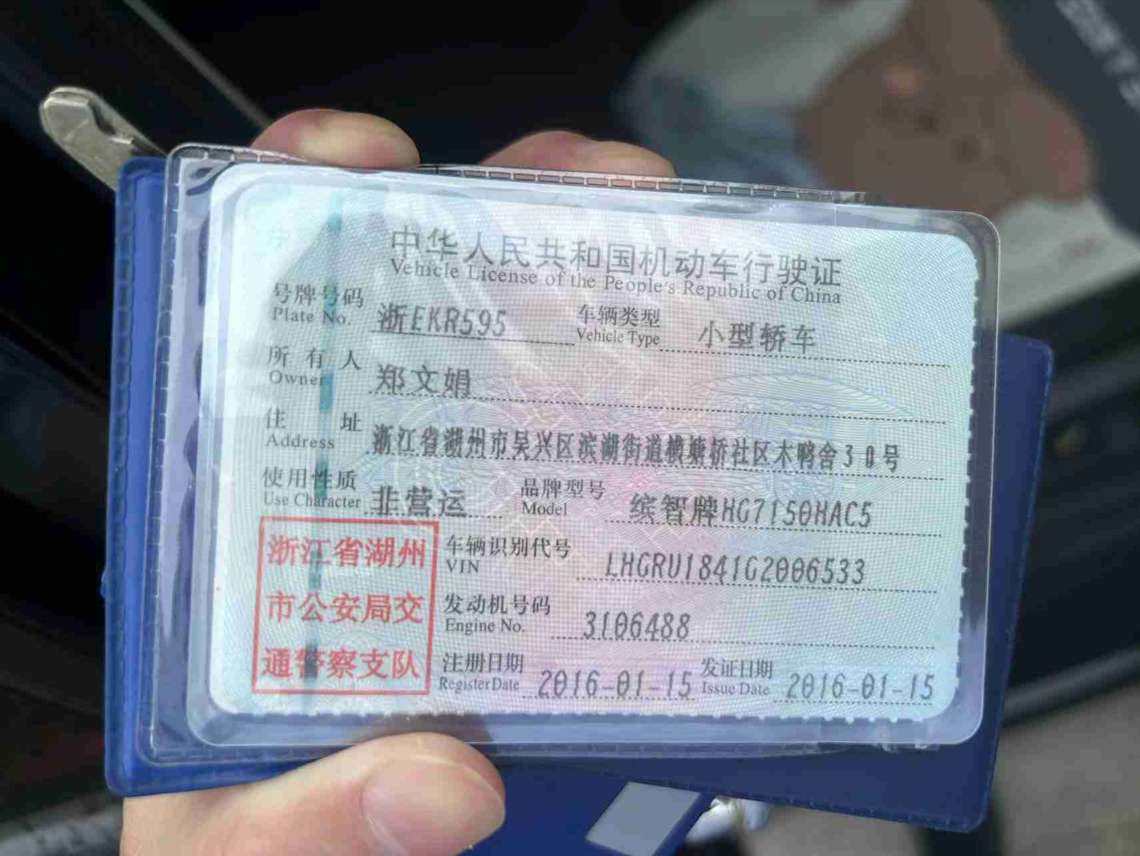 中华人民共和国机动车行驶证
Vehicle License of the People's Republic of China
号牌号码 浙EKR595 车辆类型 小型轿车
Plate No. Vehicle Type
所有人 郑文娟
Owner
住址 浙江省湖州市吴兴区滨湖街道横塘桥社区木鸭舍30号
Address
使用性质 非营运 品牌型号 缤智牌HG7150HAC5
Use Character Model
浙江省湖州
市公安局交
通警察支队
车辆识别代号 LHGRU1841G2006533
VIN
发动机号码 3106488
Engine No.
注册日期 2016-01-15 发证日期 2016-01-15
Register Date Issue Date